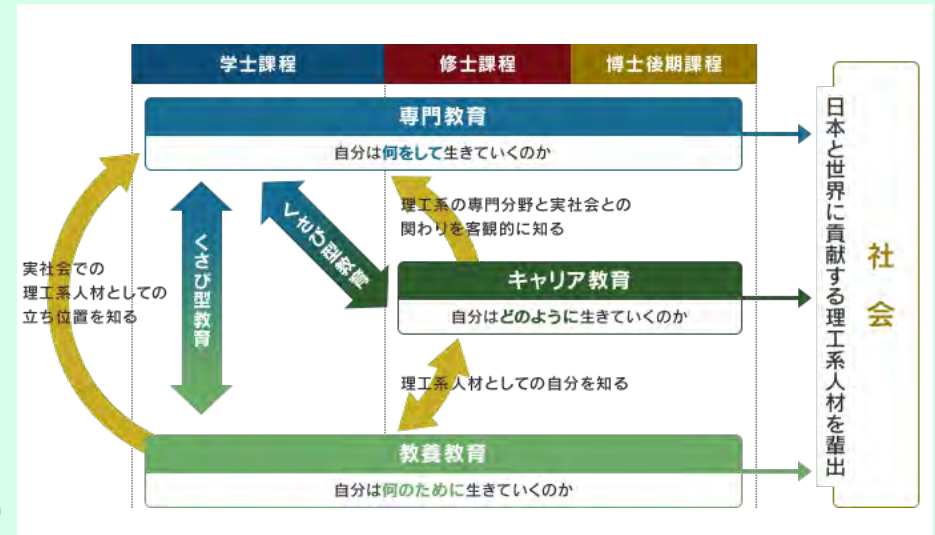 学士課程
修士課程
博士後期課程
専門教育
自分は何をして生きていくのか
理工系の専門分野と実社会との
関わりを客観的に知る
くさび型教育
くさび型教育
実社会での
理工系人材としての
立ち位置を知る
キャリア教育
自分はどのように生きていくのか
理工系人材としての自分を知る
教養教育
自分は何のために生きていくのか
日本と世界に貢献する理工系人材を輩出
社会